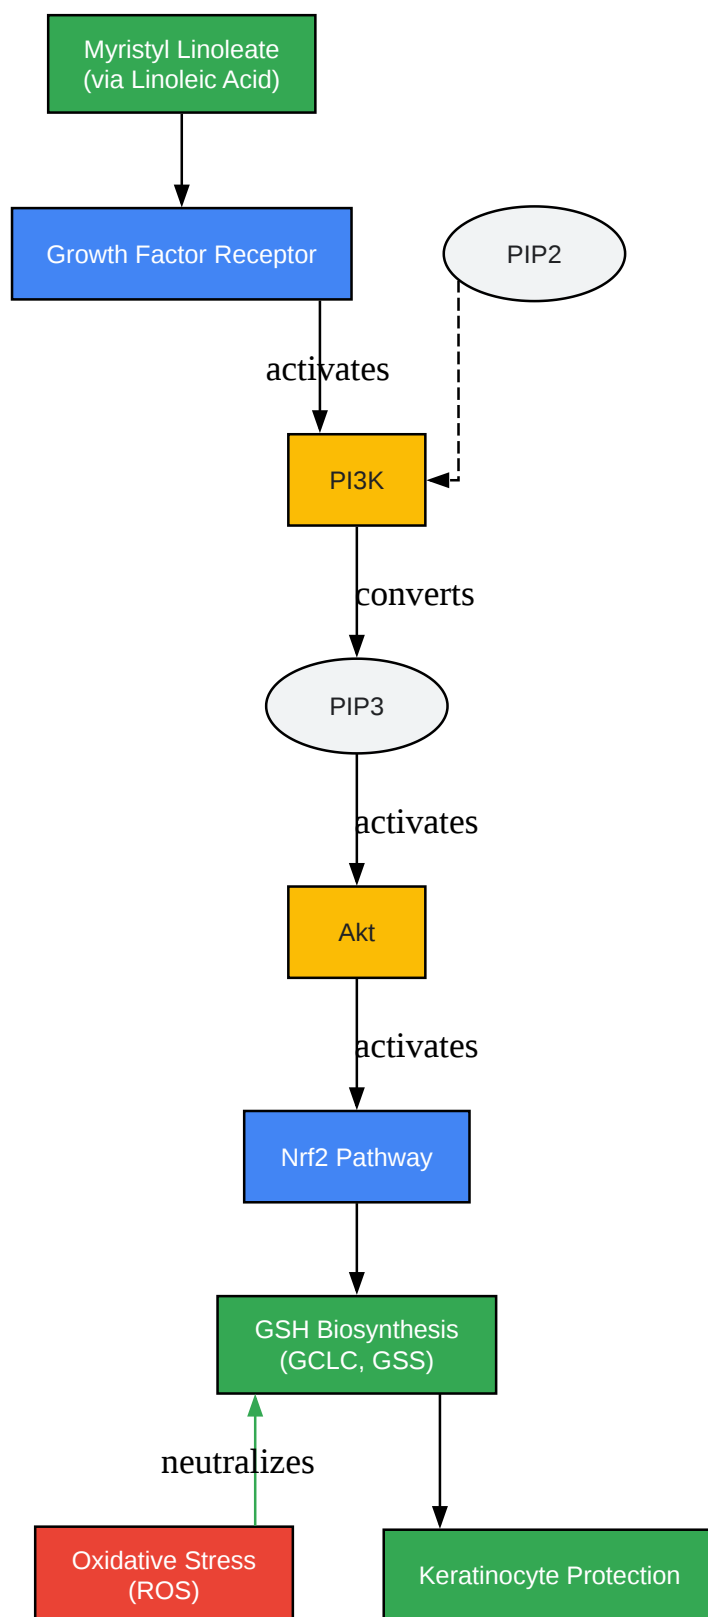 Myristyl Linoleate
(via Linoleic Acid)
Growth Factor Receptor
PIP2
activates
PI3K
converts
PIP3
activates
Akt
activates
Nrf2 Pathway
GSH Biosynthesis
(GCLC, GSS)
neutralizes
Oxidative Stress
(ROS)
Keratinocyte Protection